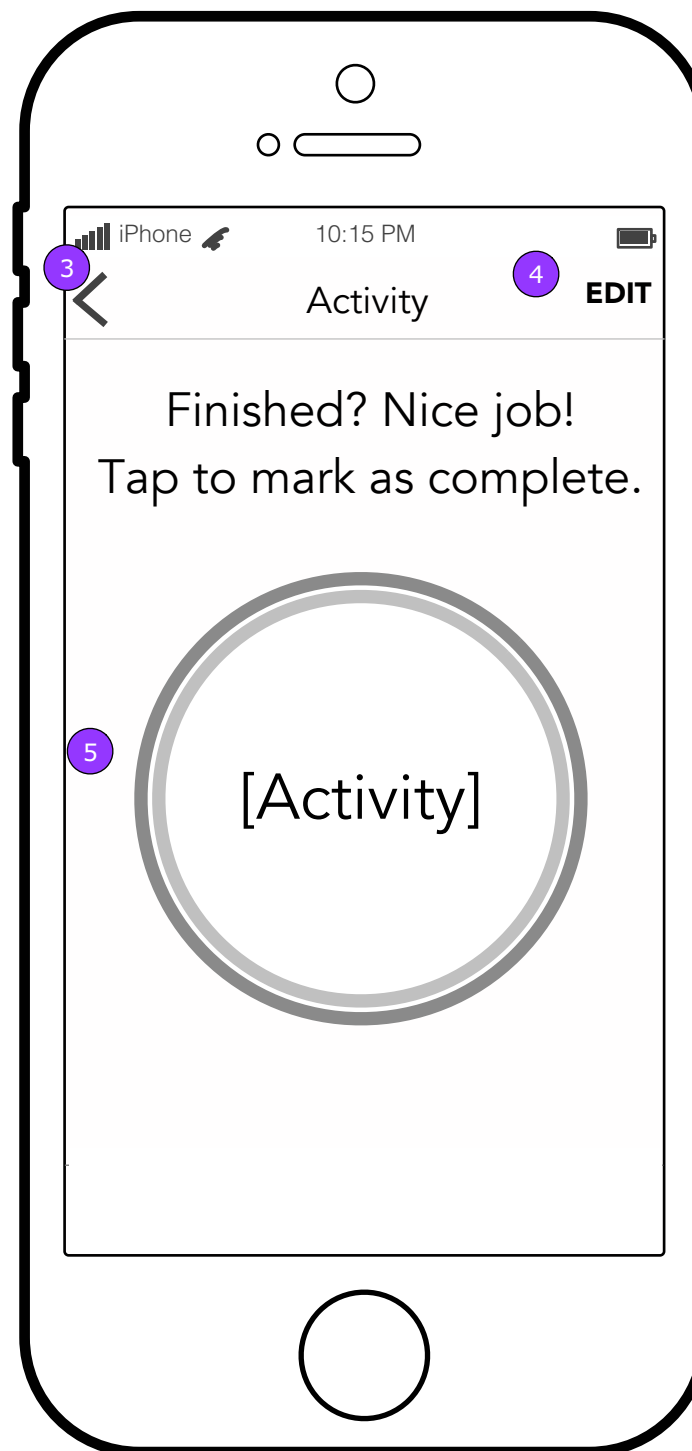 iPhone 10:15 PM
3 Activity 4 EDIT
Finished? Nice job!
Tap to mark as complete.
5 [Activity]